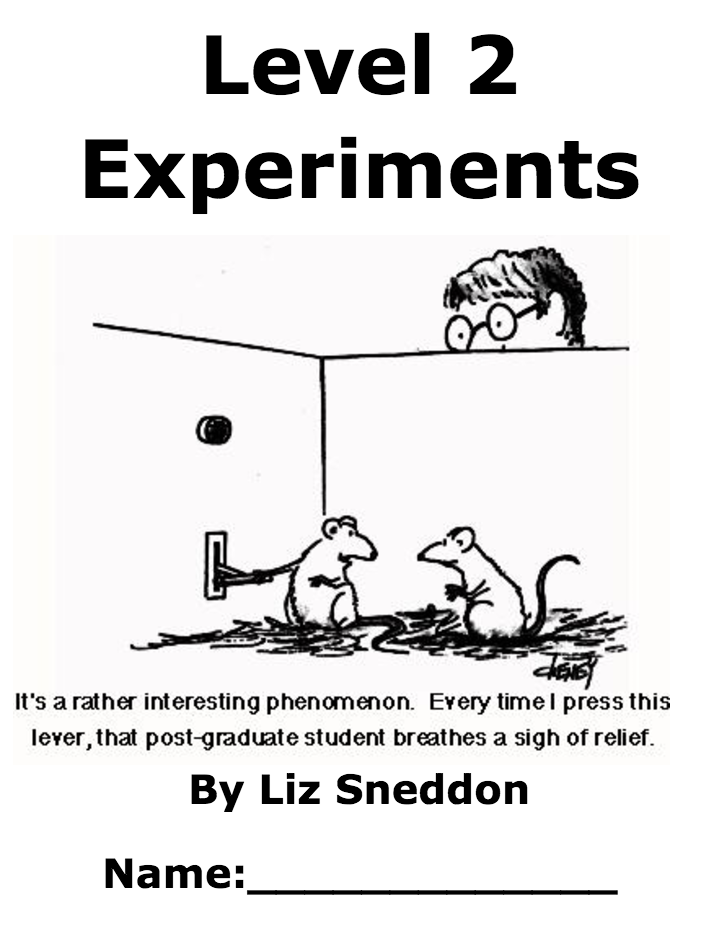 Level 2
Experiments
CHENEY
It's a rather interesting phenomenon. Every time I press this
lever, that post-graduate student breathes a sigh of relief.
By Liz Sneddon
Name:_______________